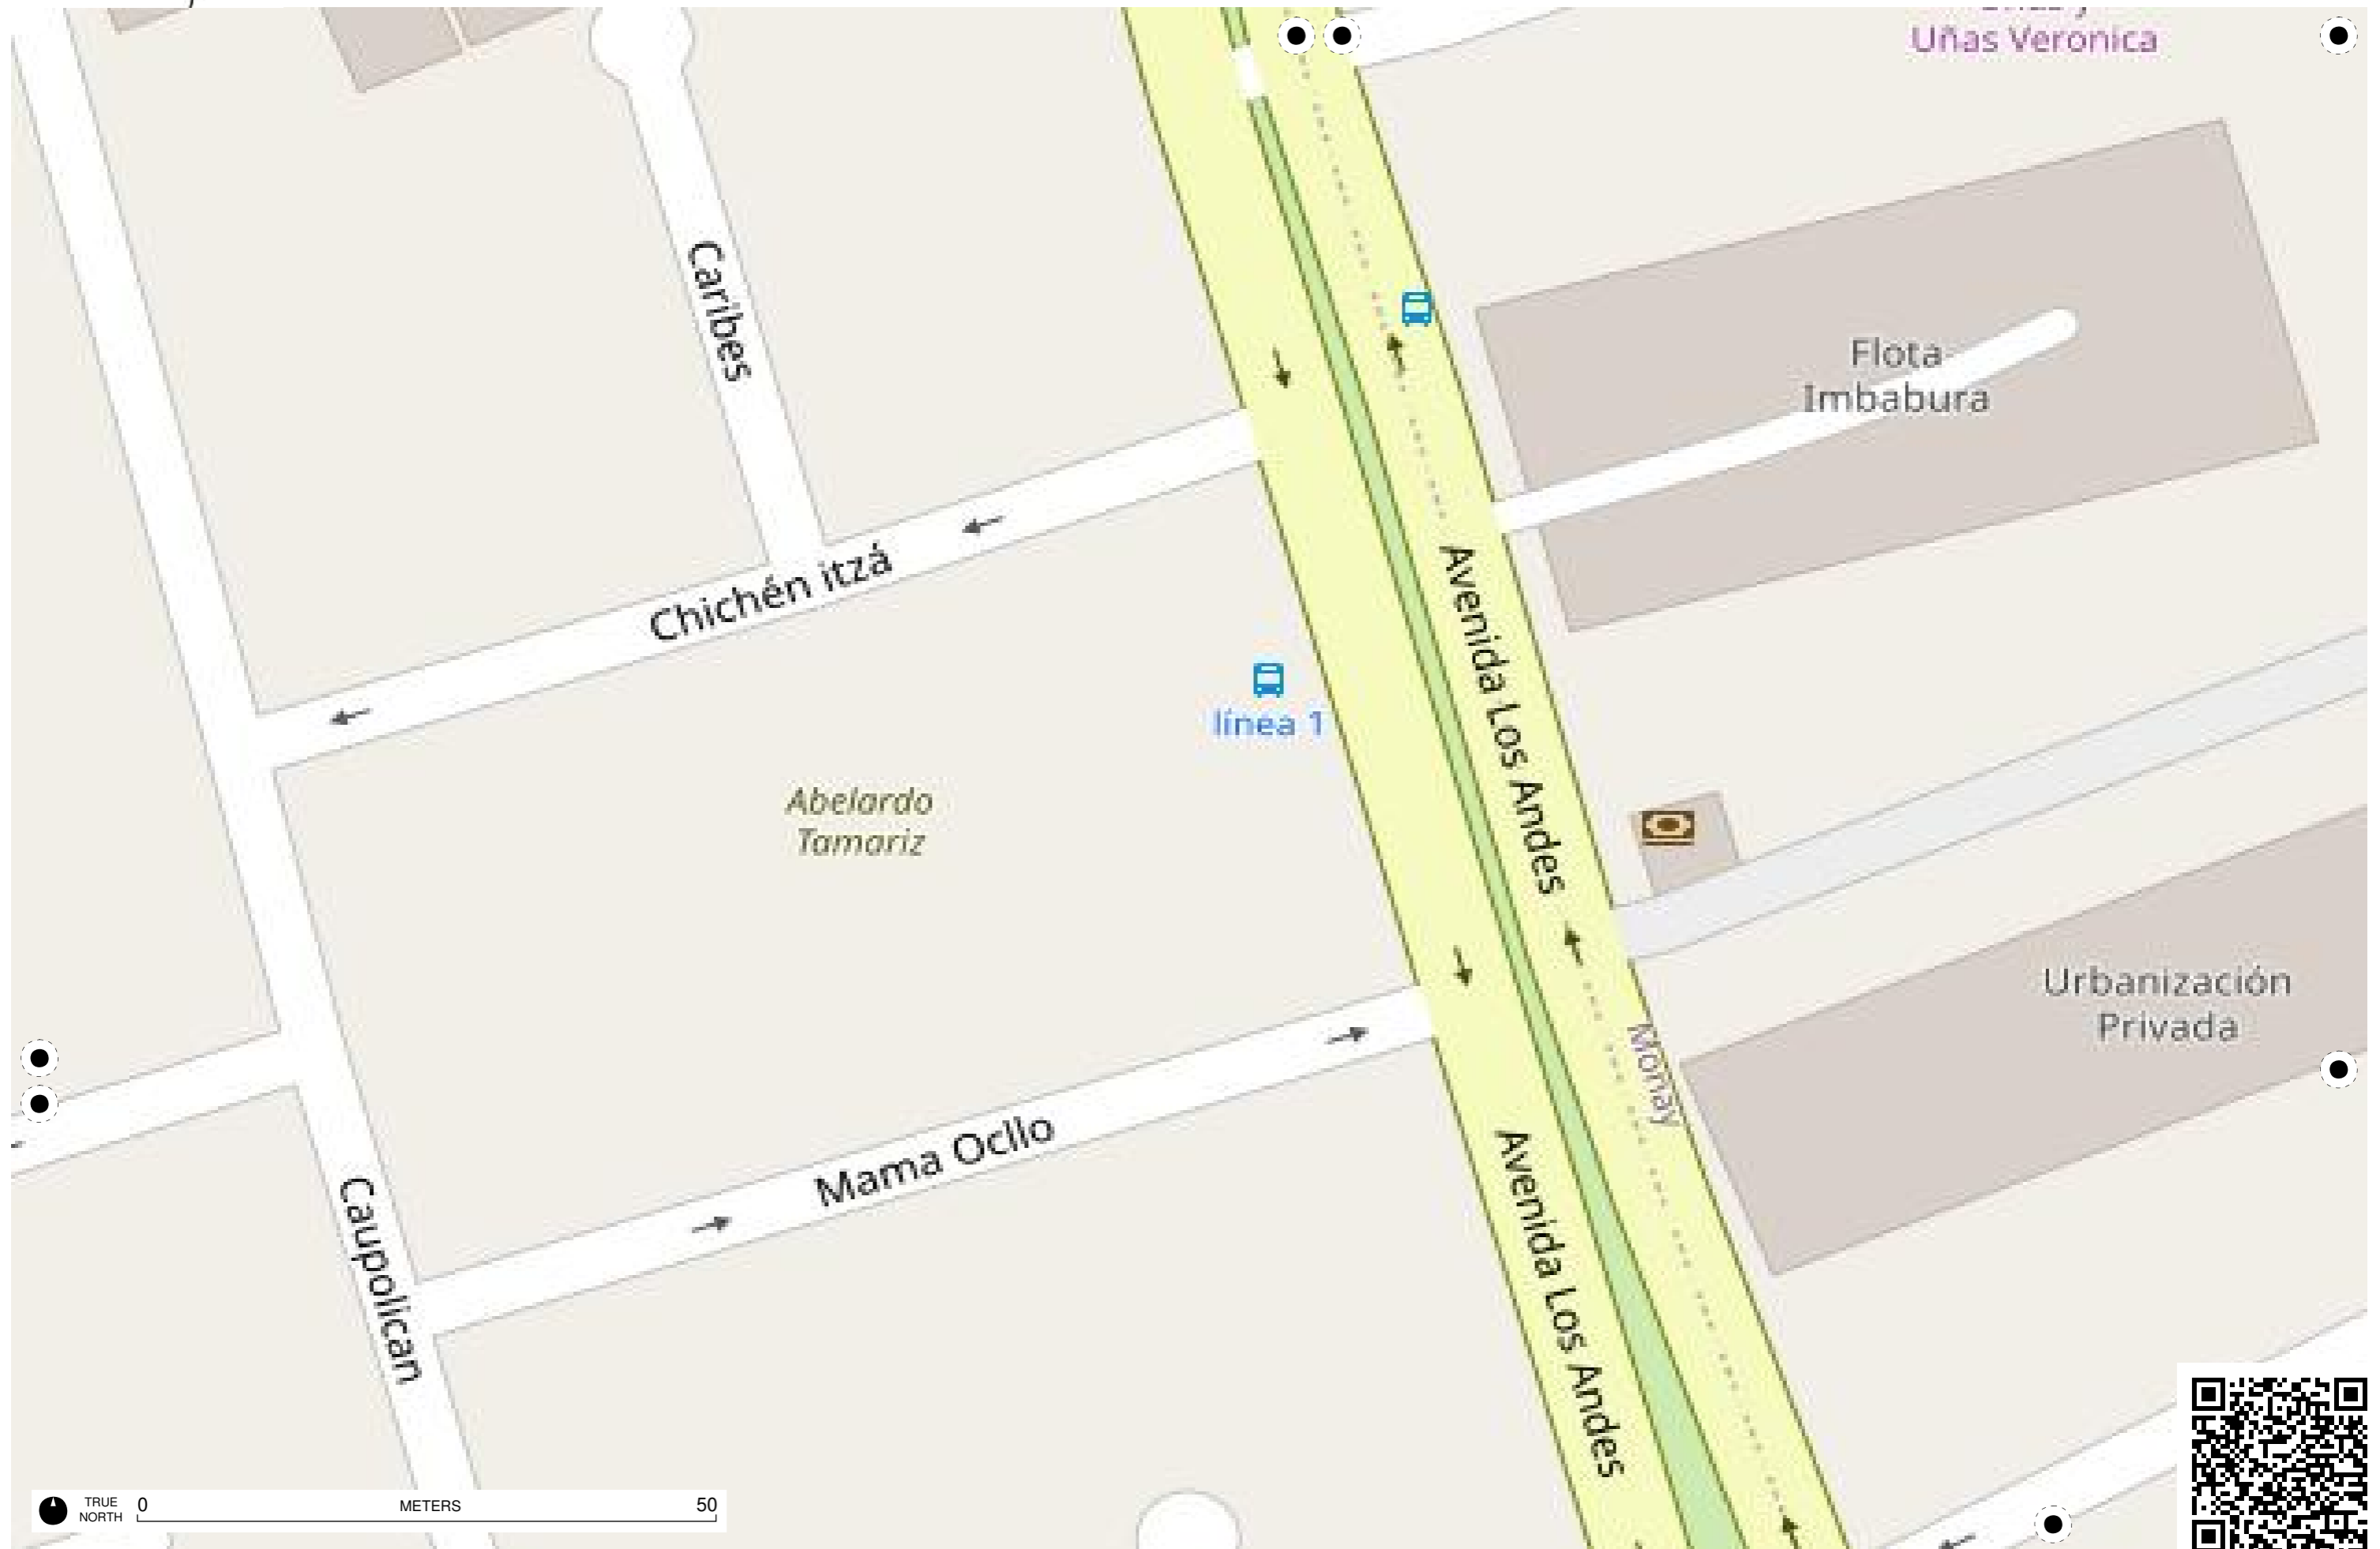 Uñas Veronica
Caribes
Flota
Imbabura
Chichén itzá
Avenida Los Andes
línea 1
Abelardo
Tamariz
Urbanización
Privada
Monay
Mama Ocllo
Avenida Los Andes
Caupolican
TRUE
NORTH
0 METERS 50